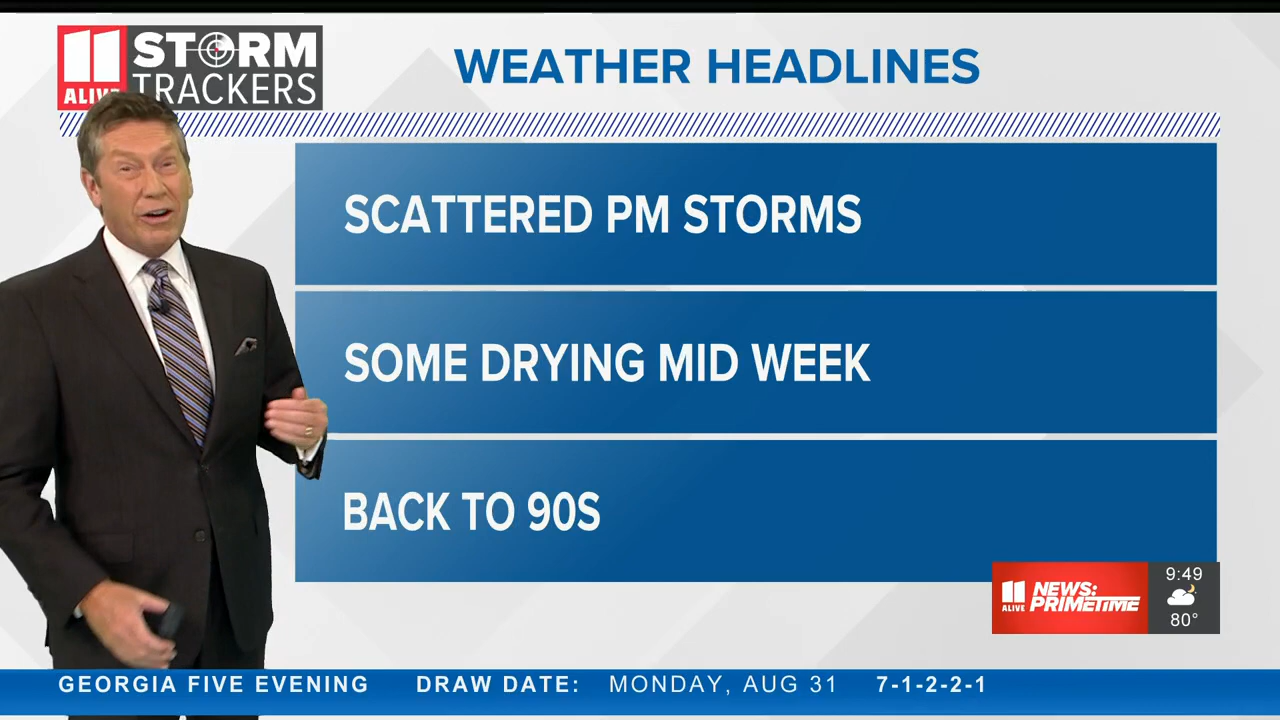 11 ALIVE
STORM
TRACKERS
WEATHER HEADLINES
SCATTERED PM STORMS
SOME DRYING MID WEEK
BACK TO 90S
11 ALIVE
NEWS:
PRIMETIME
9:49
80°
GEORGIA FIVE EVENING DRAW DATE: MONDAY, AUG 31 7-1-2-2-1